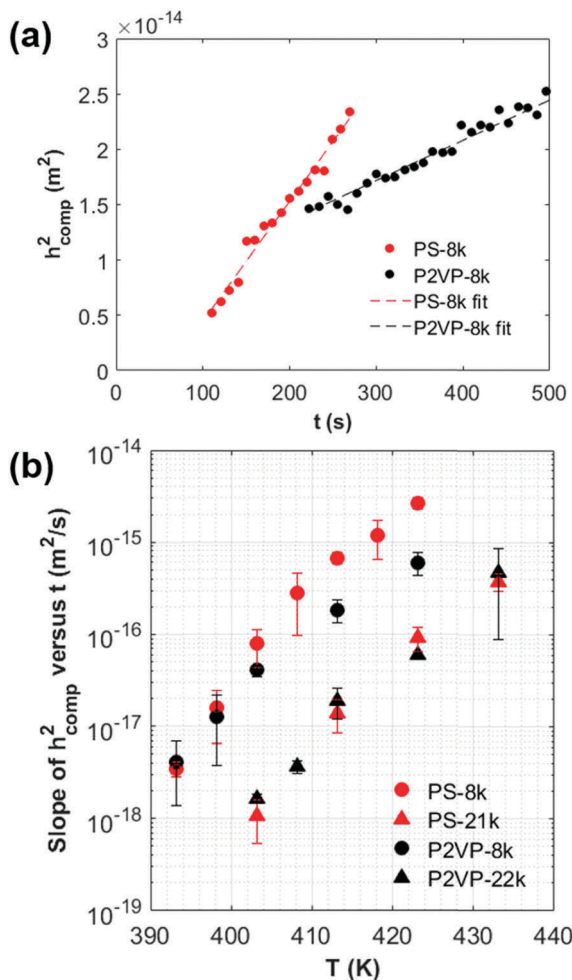 (a)
×10⁻¹⁴
3
2.5
2
1.5
1
0.5
0
h²comp (m²)
PS-8k
P2VP-8k
PS-8k fit
P2VP-8k fit
0 100 200 300 400 500
t (s)
(b)
10⁻¹⁴
10⁻¹⁵
10⁻¹⁶
10⁻¹⁷
10⁻¹⁸
10⁻¹⁹
Slope of h²comp versus t (m²/s)
PS-8k
PS-21k
P2VP-8k
P2VP-22k
390 400 410 420 430 440
T (K)